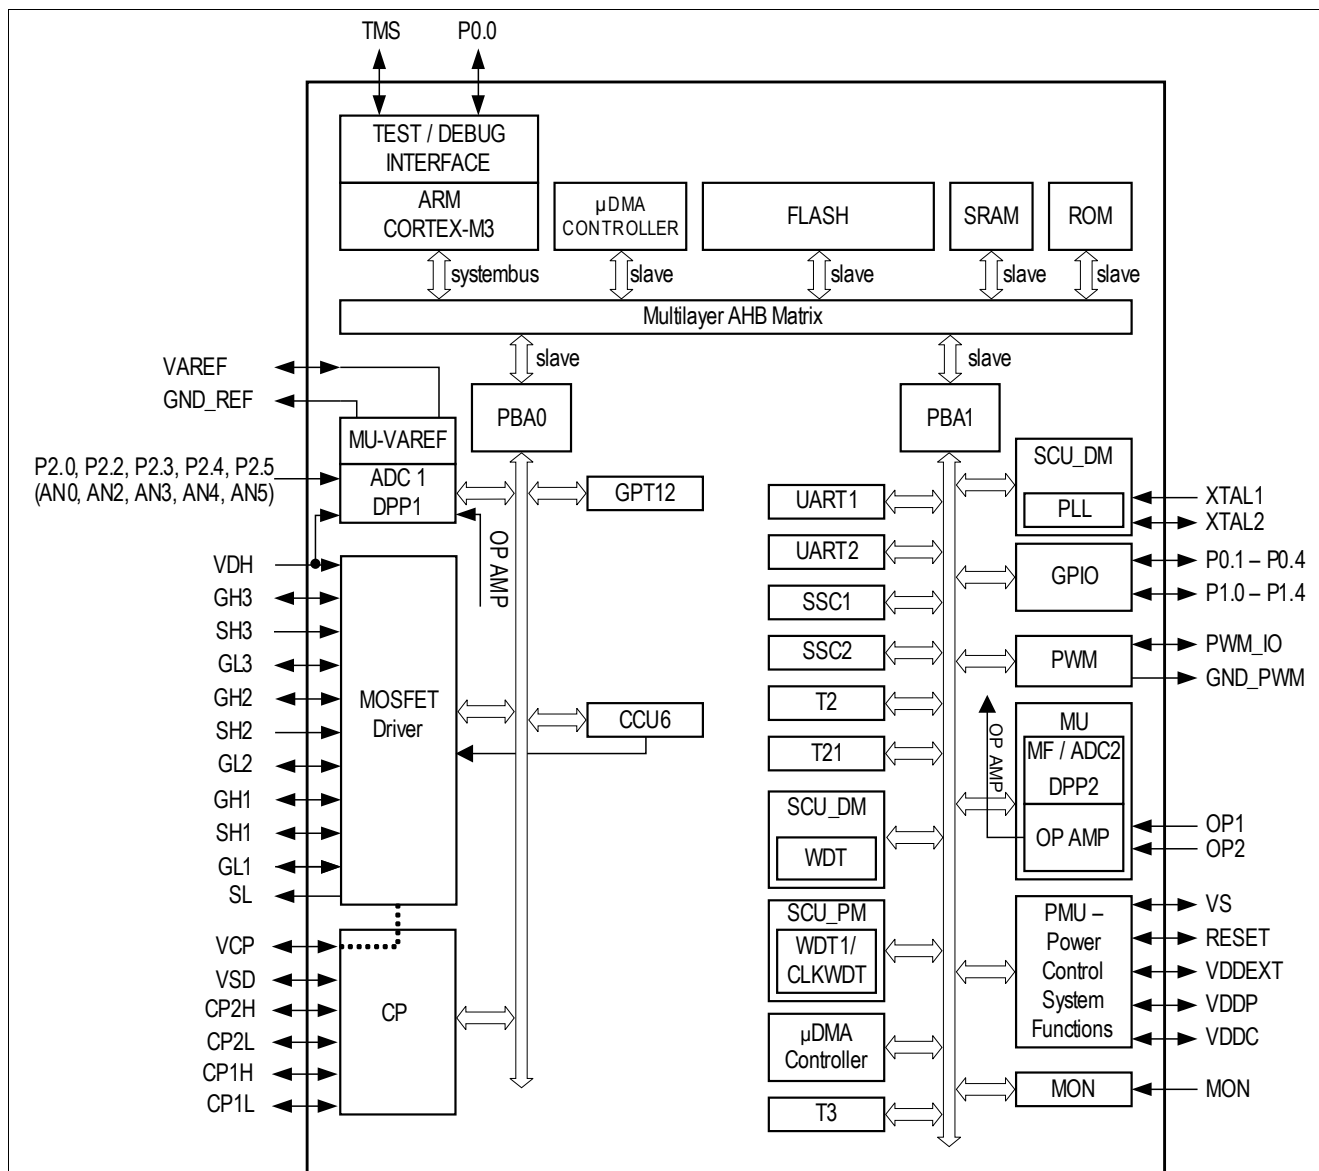 TMS
P0.0
TEST / DEBUG
INTERFACE
ARM
CORTEX-M3
µDMA
CONTROLLER
FLASH
SRAM
ROM
systembus
slave
slave
slave
slave
Multilayer AHB Matrix
slave
slave
VAREF
GND_REF
PBA0
PBA1
MU-VAREF
P2.0, P2.2, P2.3, P2.4, P2.5
(AN0, AN2, AN3, AN4, AN5)
ADC 1
DPP1
GPT12
OP AMP
VDH
GH3
SH3
GL3
GH2
SH2
GL2
GH1
SH1
GL1
SL
MOSFET
Driver
CCU6
VCP
VSD
CP2H
CP2L
CP1H
CP1L
CP
UART1
UART2
SSC1
SSC2
T2
T21
SCU_DM
WDT
SCU_PM
WDT1/
CLKWDT
µDMA
Controller
T3
SCU_DM
PLL
XTAL1
XTAL2
GPIO
P0.1 – P0.4
P1.0 – P1.4
PWM
PWM_IO
GND_PWM
OP AMP
MU
MF / ADC2
DPP2
OP AMP
OP1
OP2
PMU –
Power
Control
System
Functions
VS
RESET
VDDEXT
VDDP
VDDC
MON
MON